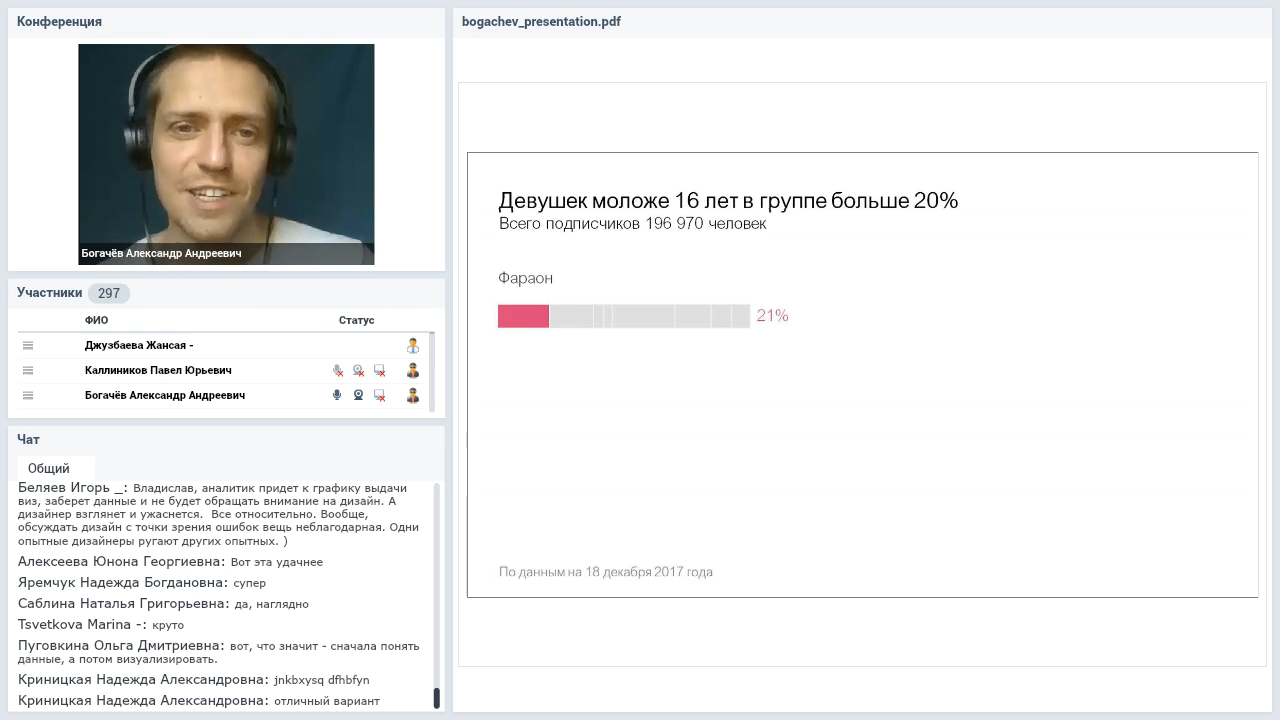 Конференция
Богачёв Александр Андреевич
Участники 297
ФИО Статус
Джузбаева Жансая -
Каллиников Павел Юрьевич
Богачёв Александр Андреевич
Чат
Общий
Беляев Игорь _: Владислав, аналитик придет к графику выдачи
виз, заберет данные и не будет обращать внимание на дизайн. А
дизайнер взглянет и ужаснется. Все относительно. Вообще,
обсуждать дизайн с точки зрения ошибок вещь неблагодарная. Одни
опытные дизайнеры ругают других опытных. )
Алексеева Юнона Георгиевна: Вот эта удачнее
Яремчук Надежда Богдановна: супер
Саблина Наталья Григорьевна: да, наглядно
Tsvetkova Marina -: круто
Пуговкина Ольга Дмитриевна: вот, что значит - сначала понять
данные, а потом визуализировать.
Криницкая Надежда Александровна: jnkbxysq dfhbfyn
Криницкая Надежда Александровна: отличный вариант
bogachev_presentation.pdf
Девушек моложе 16 лет в группе больше 20%
Всего подписчиков 196 970 человек
Фараон
21%
По данным на 18 декабря 2017 года